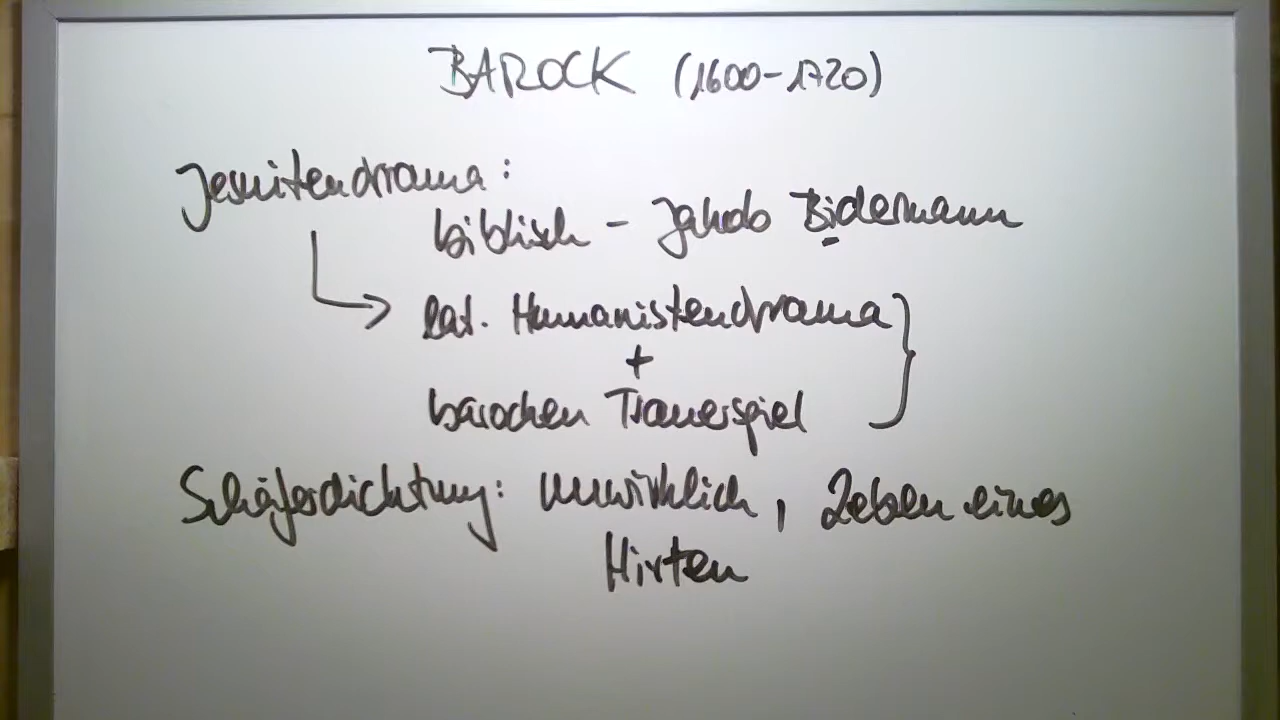 BAROCK (1600-1720)
Jesuitendrama:
biblisch - Jakob Bidermann
lat. Humanistendrama
+
barocken Trauerspiel
Schäferdichtung: unwirklich, Leben eines
Hirten